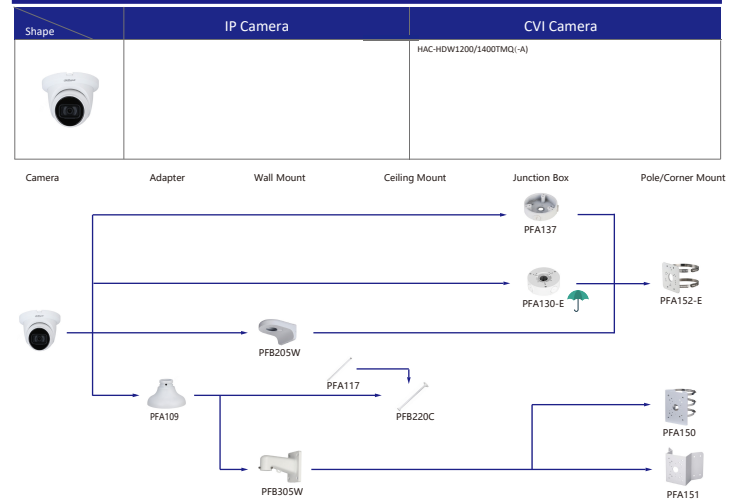 Shape
IP Camera
CVI Camera
HAC-HDW1200/1400TMQ(-A)
Camera
Adapter
Wall Mount
Ceiling Mount
Junction Box
Pole/Corner Mount
PFA137
PFA130-E
PFA152-E
PFB205W
PFA117
PFA109
PFB220C
PFA150
PFB305W
PFA151